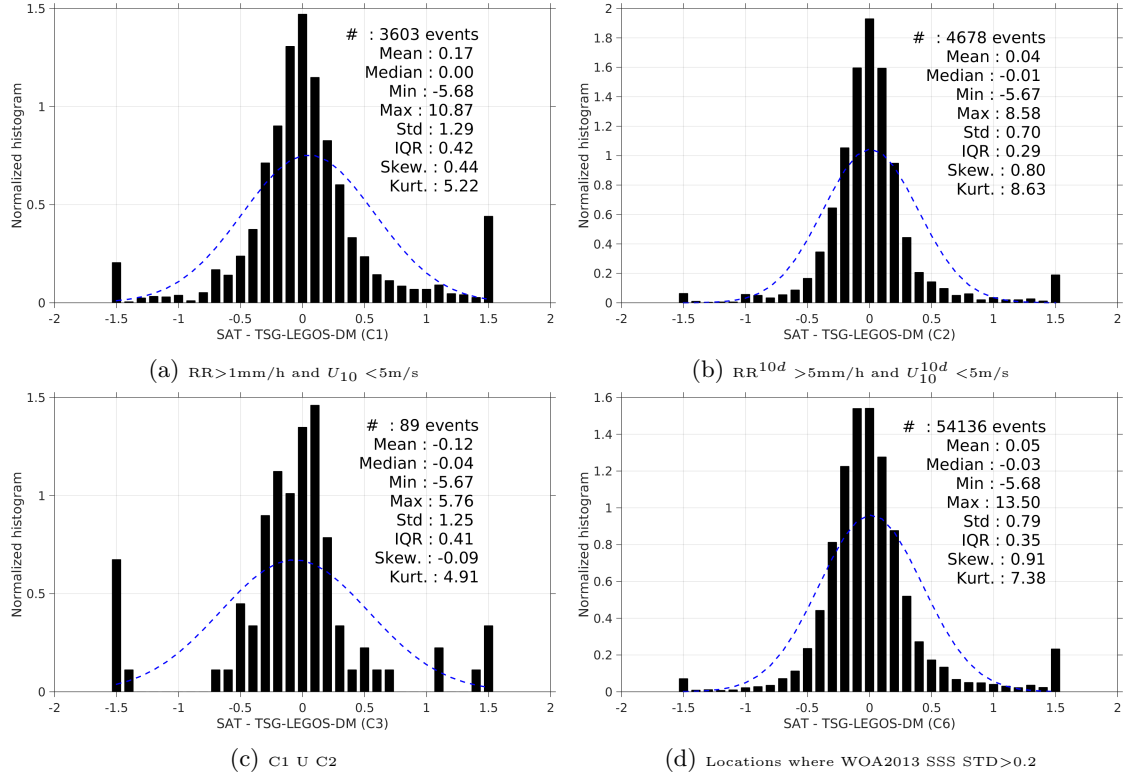 Normalized histogram
1.5
1
0.5
0
-2
-1.5
-1
-0.5
0
0.5
1
1.5
2
# : 3603 events
Mean : 0.17
Median : 0.00
Min : -5.68
Max : 10.87
Std : 1.29
IQR : 0.42
Skew. : 0.44
Kurt. : 5.22
SAT - TSG-LEGOS-DM (C1)
(a) RR>1mm/h and U10 <5m/s
Normalized histogram
2
1.8
1.6
1.4
1.2
1
0.8
0.6
0.4
0.2
0
-2
-1.5
-1
-0.5
0
0.5
1
1.5
2
# : 4678 events
Mean : 0.04
Median : -0.01
Min : -5.67
Max : 8.58
Std : 0.70
IQR : 0.29
Skew. : 0.80
Kurt. : 8.63
SAT - TSG-LEGOS-DM (C2)
(b) RR10d >5mm/h and U10 10d <5m/s
Normalized histogram
1.5
1
0.5
0
-2
-1.5
-1
-0.5
0
0.5
1
1.5
2
# : 89 events
Mean : -0.12
Median : -0.04
Min : -5.67
Max : 5.76
Std : 1.25
IQR : 0.41
Skew. : -0.09
Kurt. : 4.91
SAT - TSG-LEGOS-DM (C3)
(c) C1 U C2
Normalized histogram
1.6
1.4
1.2
1
0.8
0.6
0.4
0.2
0
-2
-1.5
-1
-0.5
0
0.5
1
1.5
2
# : 54136 events
Mean : 0.05
Median : -0.03
Min : -5.68
Max : 13.50
Std : 0.79
IQR : 0.35
Skew. : 0.91
Kurt. : 7.38
SAT - TSG-LEGOS-DM (C6)
(d) Locations where WOA2013 SSS STD>0.2